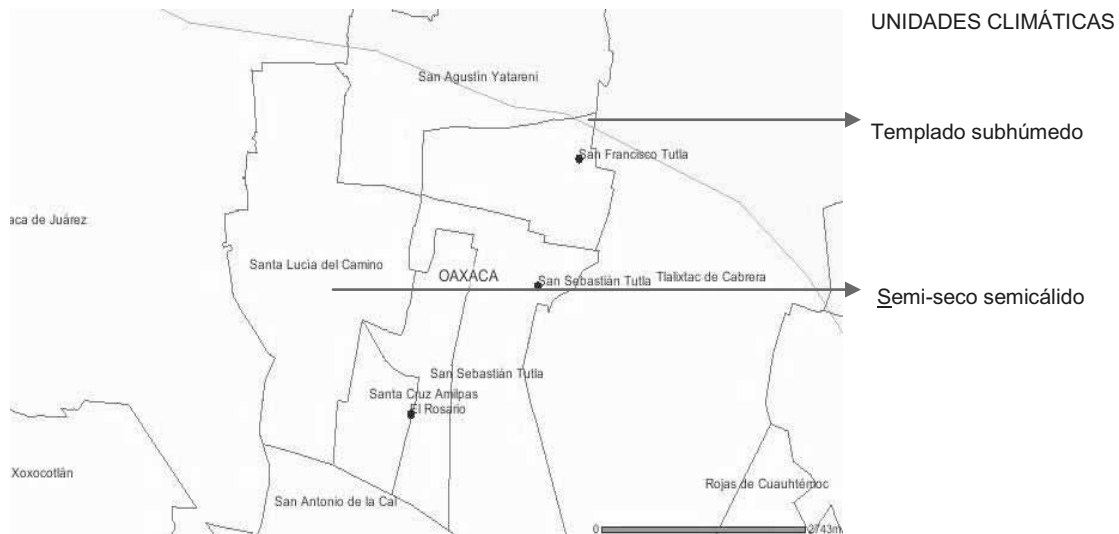 UNIDADES CLIMÁTICAS
San Agustín Yatareni
Templado subhúmedo
San Francisco Tutla
aca de Juárez
Santa Lucía del Camino
OAXACA
San Sebastián Tutla
Tlalixtac de Cabrera
Semi-seco semicálido
San Sebastián Tutla
Santa Cruz Amilpas
El Rosario
Xoxocotlán
San Antonio de la Cal
Rojas de Cuauhtémoc
0 2743m